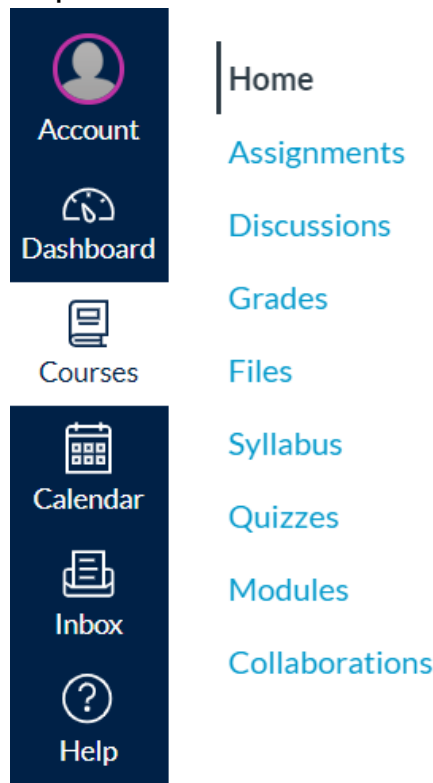 Account
Dashboard
Courses
Calendar
Inbox
Help
Home
Assignments
Discussions
Grades
Files
Syllabus
Quizzes
Modules
Collaborations